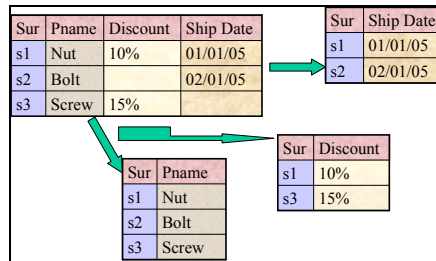 Sur Pname Discount Ship Date
s1 Nut 10% 01/01/05
s2 Bolt 02/01/05
s3 Screw 15%
Sur Ship Date
s1 01/01/05
s2 02/01/05
Sur Discount
s1 10%
s3 15%
Sur Pname
s1 Nut
s2 Bolt
s3 Screw